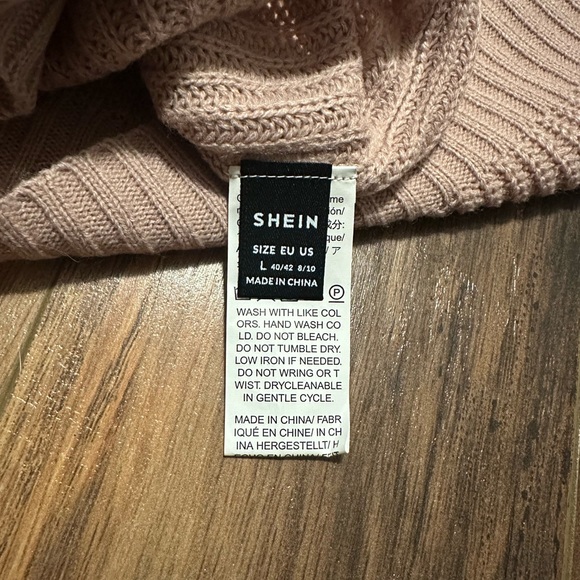 SHEIN
SIZE EU US
L 40/42 8/10
MADE IN CHINA
P
WASH WITH LIKE COL
ORS. HAND WASH CO
LD. DO NOT BLEACH.
DO NOT TUMBLE DRY.
LOW IRON IF NEEDED.
DO NOT WRING OR T
WIST. DRYCLEANABLE
IN GENTLE CYCLE.
MADE IN CHINA/ FABR
IQUÉ EN CHINE/ IN CH
INA HERGESTELLT/ H